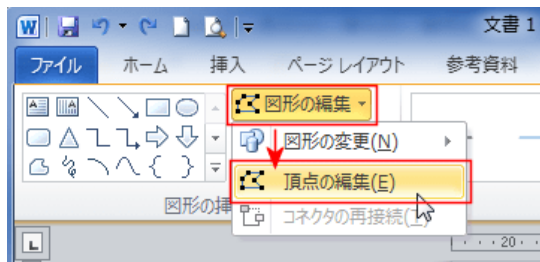 文書 1
ファイル ホーム 挿入 ページ レイアウト 参考資料
図形の編集
図形の変更(N)
頂点の編集(E)
図形の挿
コネクタの再接続(
20